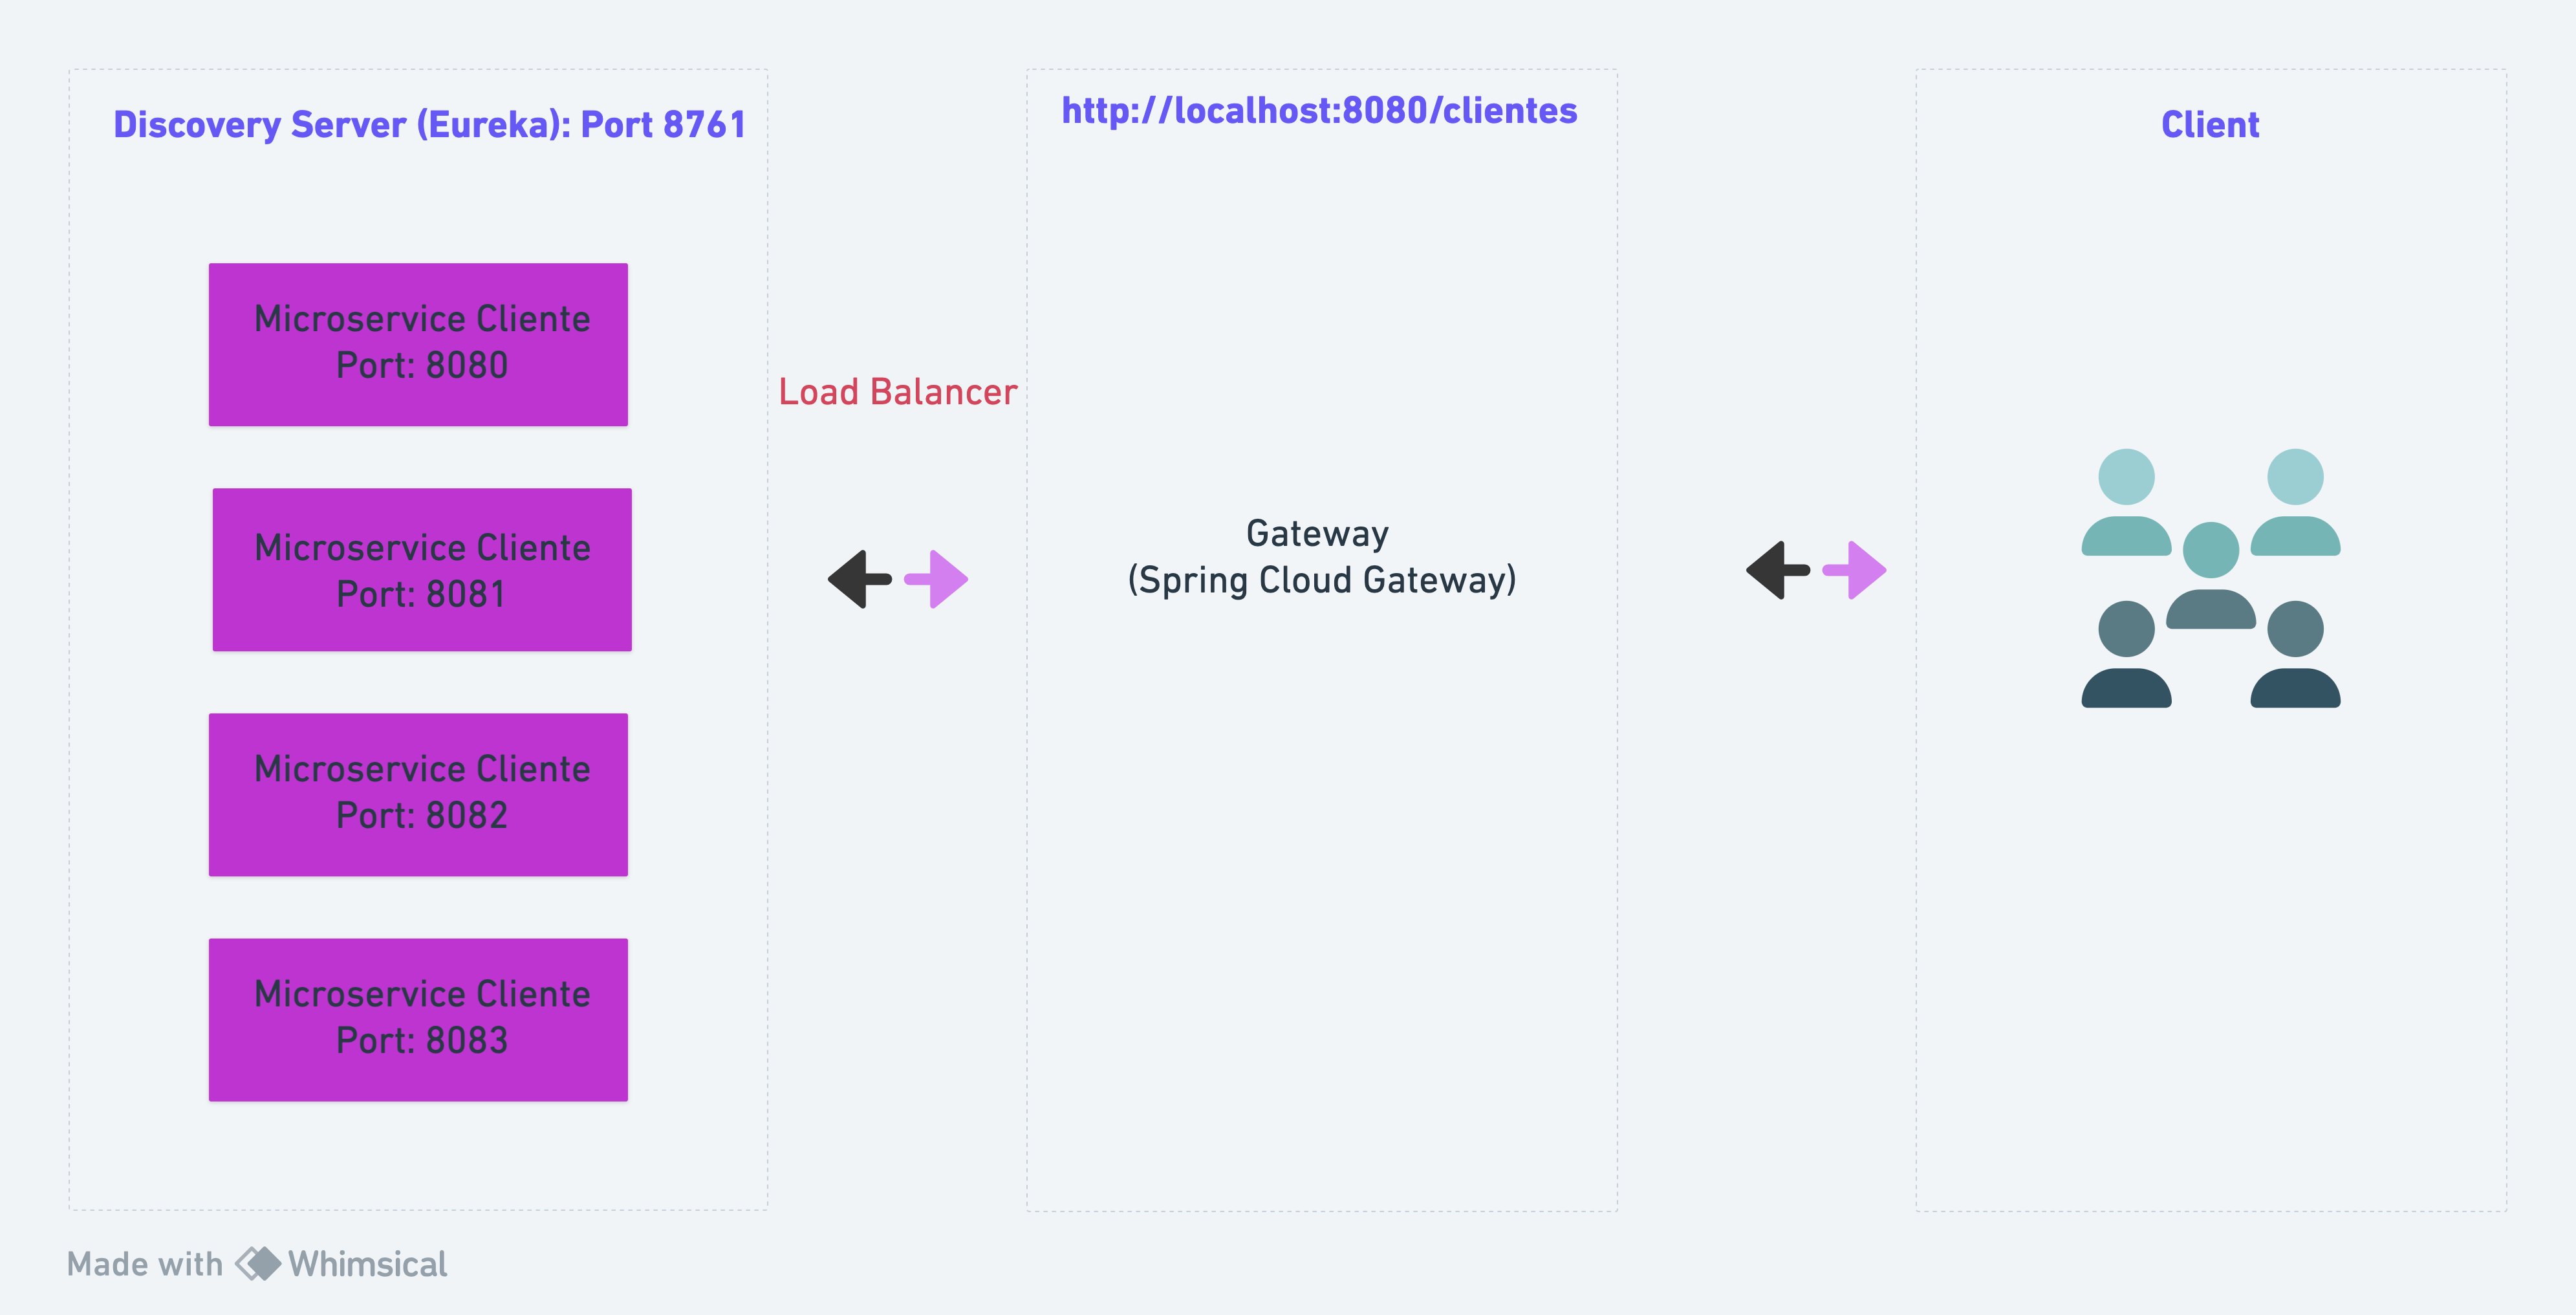 Discovery Server (Eureka): Port 8761
Microservice Cliente
Port: 8080
Microservice Cliente
Port: 8081
Microservice Cliente
Port: 8082
Microservice Cliente
Port: 8083
Load Balancer
http://localhost:8080/clientes
Gateway
(Spring Cloud Gateway)
Client
Made with Whimsical